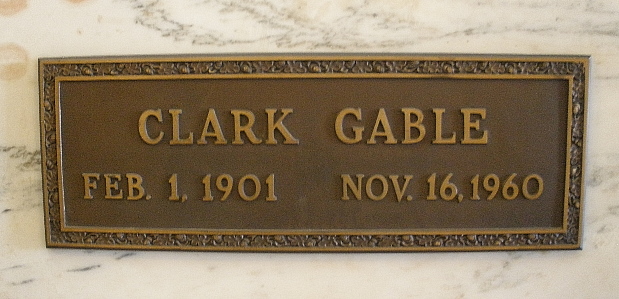 CLARK GABLE
FEB. 1, 1901 NOV. 16, 1960